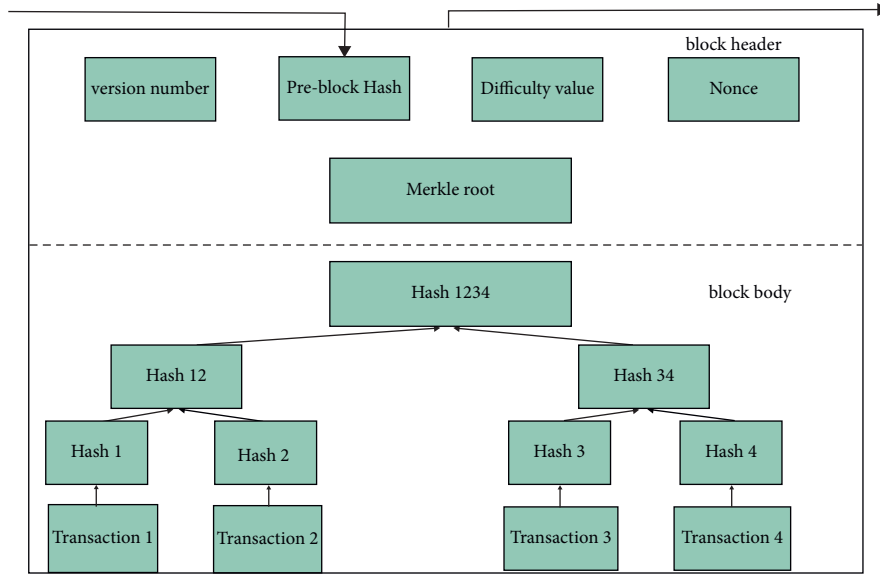 block header
version number
Pre-block Hash
Difficulty value
Nonce
Merkle root
Hash 1234
block body
Hash 12
Hash 34
Hash 1
Hash 2
Hash 3
Hash 4
Transaction 1
Transaction 2
Transaction 3
Transaction 4